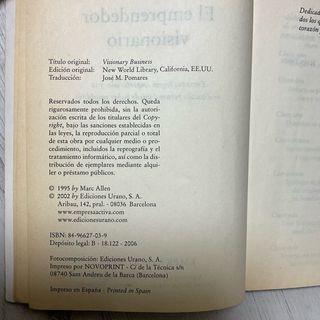 Título original: Visionary Business
Edición original: New World Library, California, EE.UU.
Traducción: José M. Pomares
Reservados todos los derechos. Queda
rigurosamente prohibida, sin la autori-
zación escrita de los titulares del Copy-
right, bajo las sanciones establecidas en
las leyes, la reproducción parcial o total
de esta obra por cualquier medio o pro-
cedimiento, incluidos la reprografía y el
tratamiento informático, así como la dis-
tribución de ejemplares mediante alqui-
ler o préstamo públicos.
© 1995 by Marc Allen
© 2002 by Ediciones Urano, S. A.
Aribau, 142, pral. - 08036 Barcelona
www.empresaactiva.com
www.edicionesurano.com
ISBN: 84-96627-03-9
Depósito legal: B - 18.122 - 2006
Fotocomposición: Ediciones Urano, S. A.
Impreso por NOVOPRINT - C/ de la Técnica s/n
08740 Sant Andreu de la Barca (Barcelona)
Impreso en España - Printed in Spain
Dedicad
dos los q
corazón